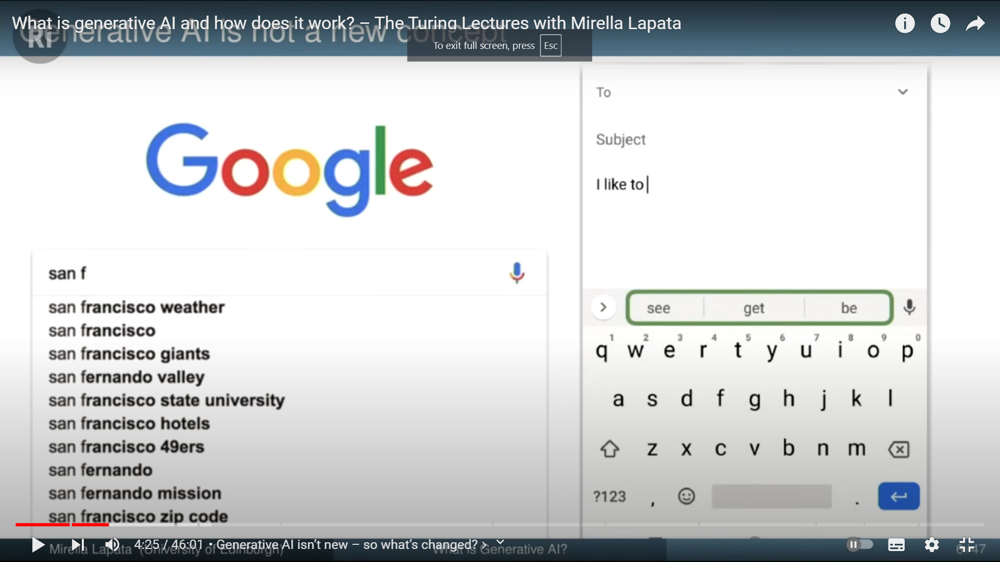 What is generative AI and how does it work? – The Turing Lectures with Mirella Lapata
Generative AI is not a new concept
RI
To exit full screen, press Esc
Google
san f
san francisco weather
san francisco
san francisco giants
san fernando valley
san francisco state university
san francisco hotels
san francisco 49ers
san fernando
san fernando mission
san francisco zip code
To
Subject
I like to
see get be
1 2 3 4 5 6 7 8 9 0
q w e r t y u i o p
a s d f g h j k l
z x c v b n m
?123 , .
4:25 / 46:01 • Generative AI isn't new – so what's changed? >
Mirella Lapata (University of Edinburgh) What is Generative AI? 6/47